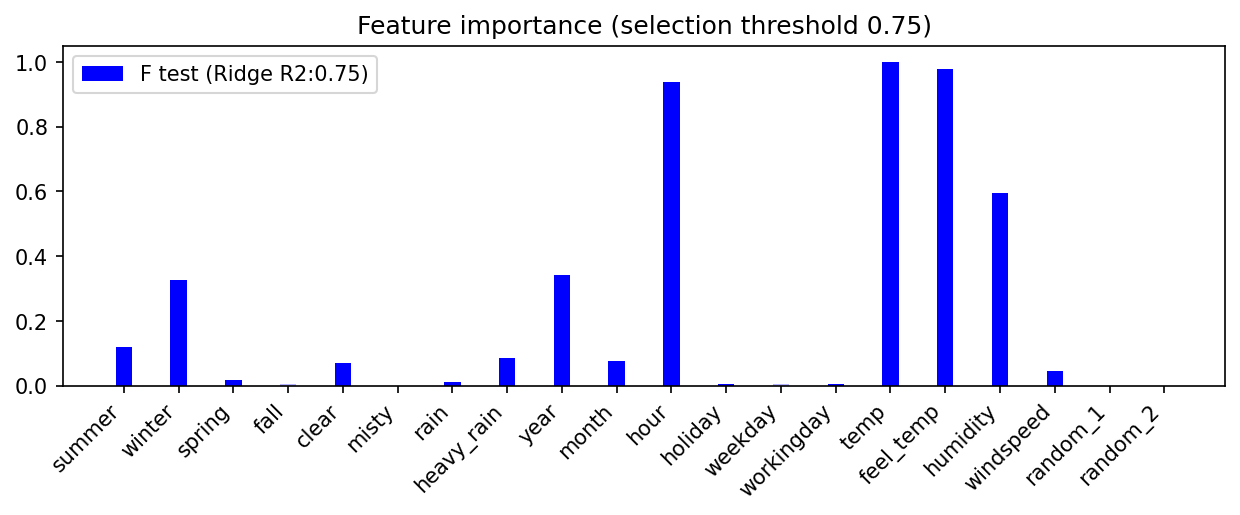 Feature importance (selection threshold 0.75)
F test (Ridge R2:0.75)
1.0
0.8
0.6
0.4
0.2
0.0
summer
winter
spring
fall
clear
misty
rain
heavy_rain
year
month
hour
holiday
weekday
workingday
temp
feel_temp
humidity
windspeed
random_1
random_2